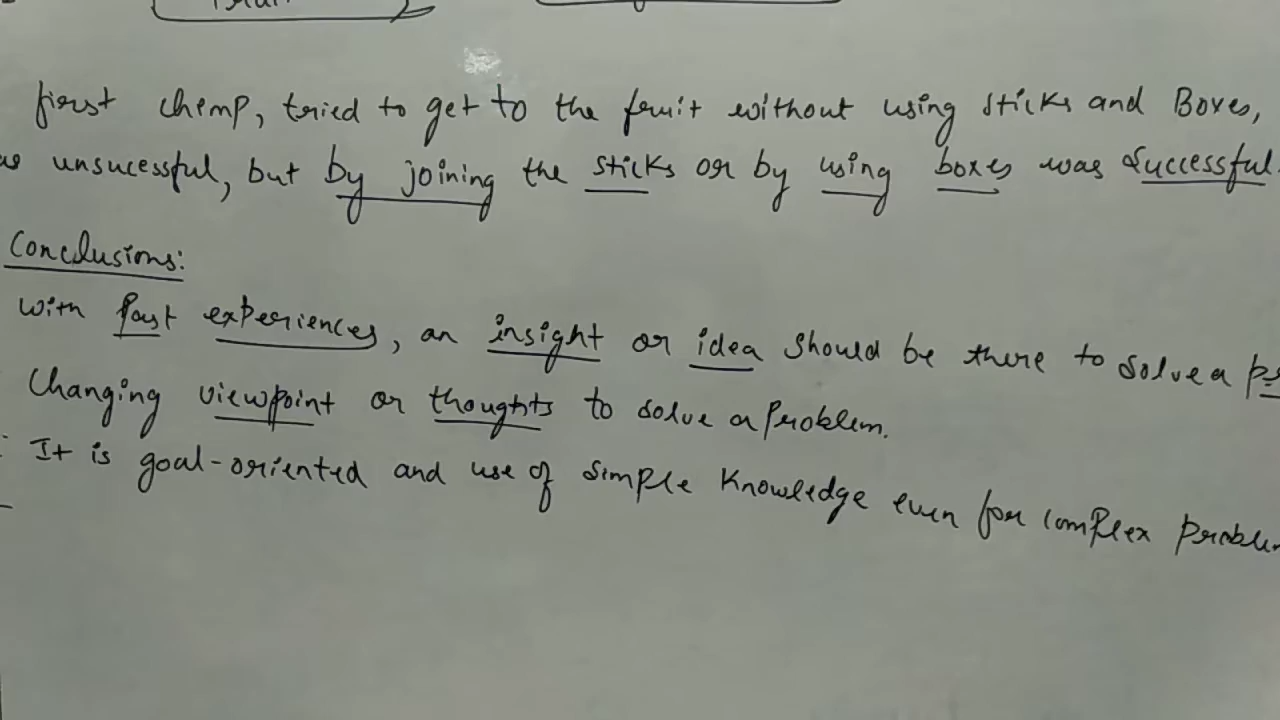 first chimp, tried to get to the fruit without using sticks and Boxes,
unsucessful, but by joining the sticks or by using boxes was successful.
Conclusions:
with Past experiences, an insight or idea should be there to solve a
Changing viewpoint or thoughts to solve a Problem.
It is goal-oriented and use of simple Knowledge even for complex